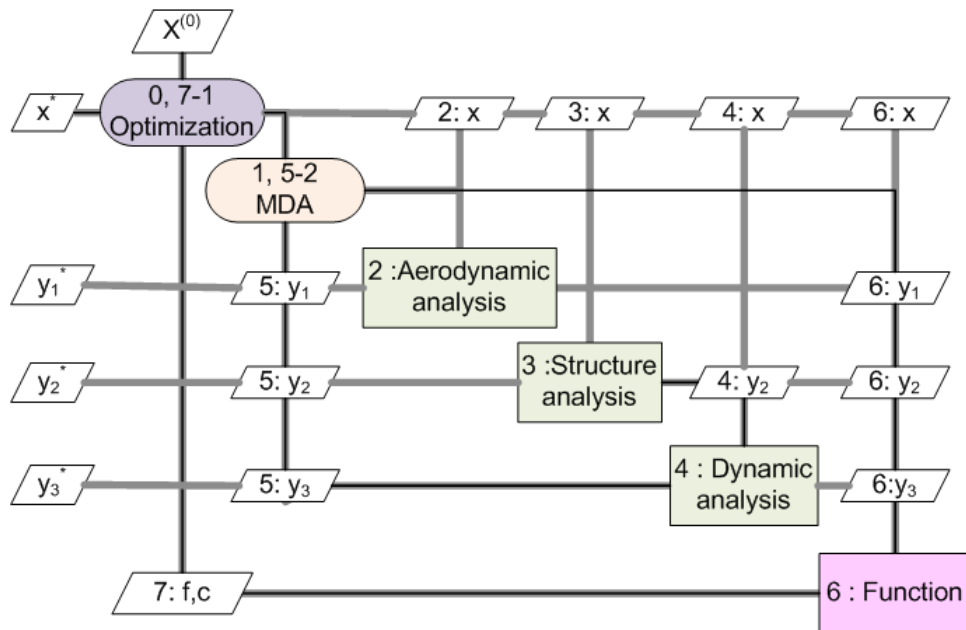 X(0)
x*
0, 7-1
Optimization
2: x
3: x
4: x
6: x
1, 5-2
MDA
y1*
5: y1
2 :Aerodynamic
analysis
6: y1
y2*
5: y2
3 :Structure
analysis
4: y2
6: y2
y3*
5: y3
4 : Dynamic
analysis
6:y3
7: f,c
6 : Function